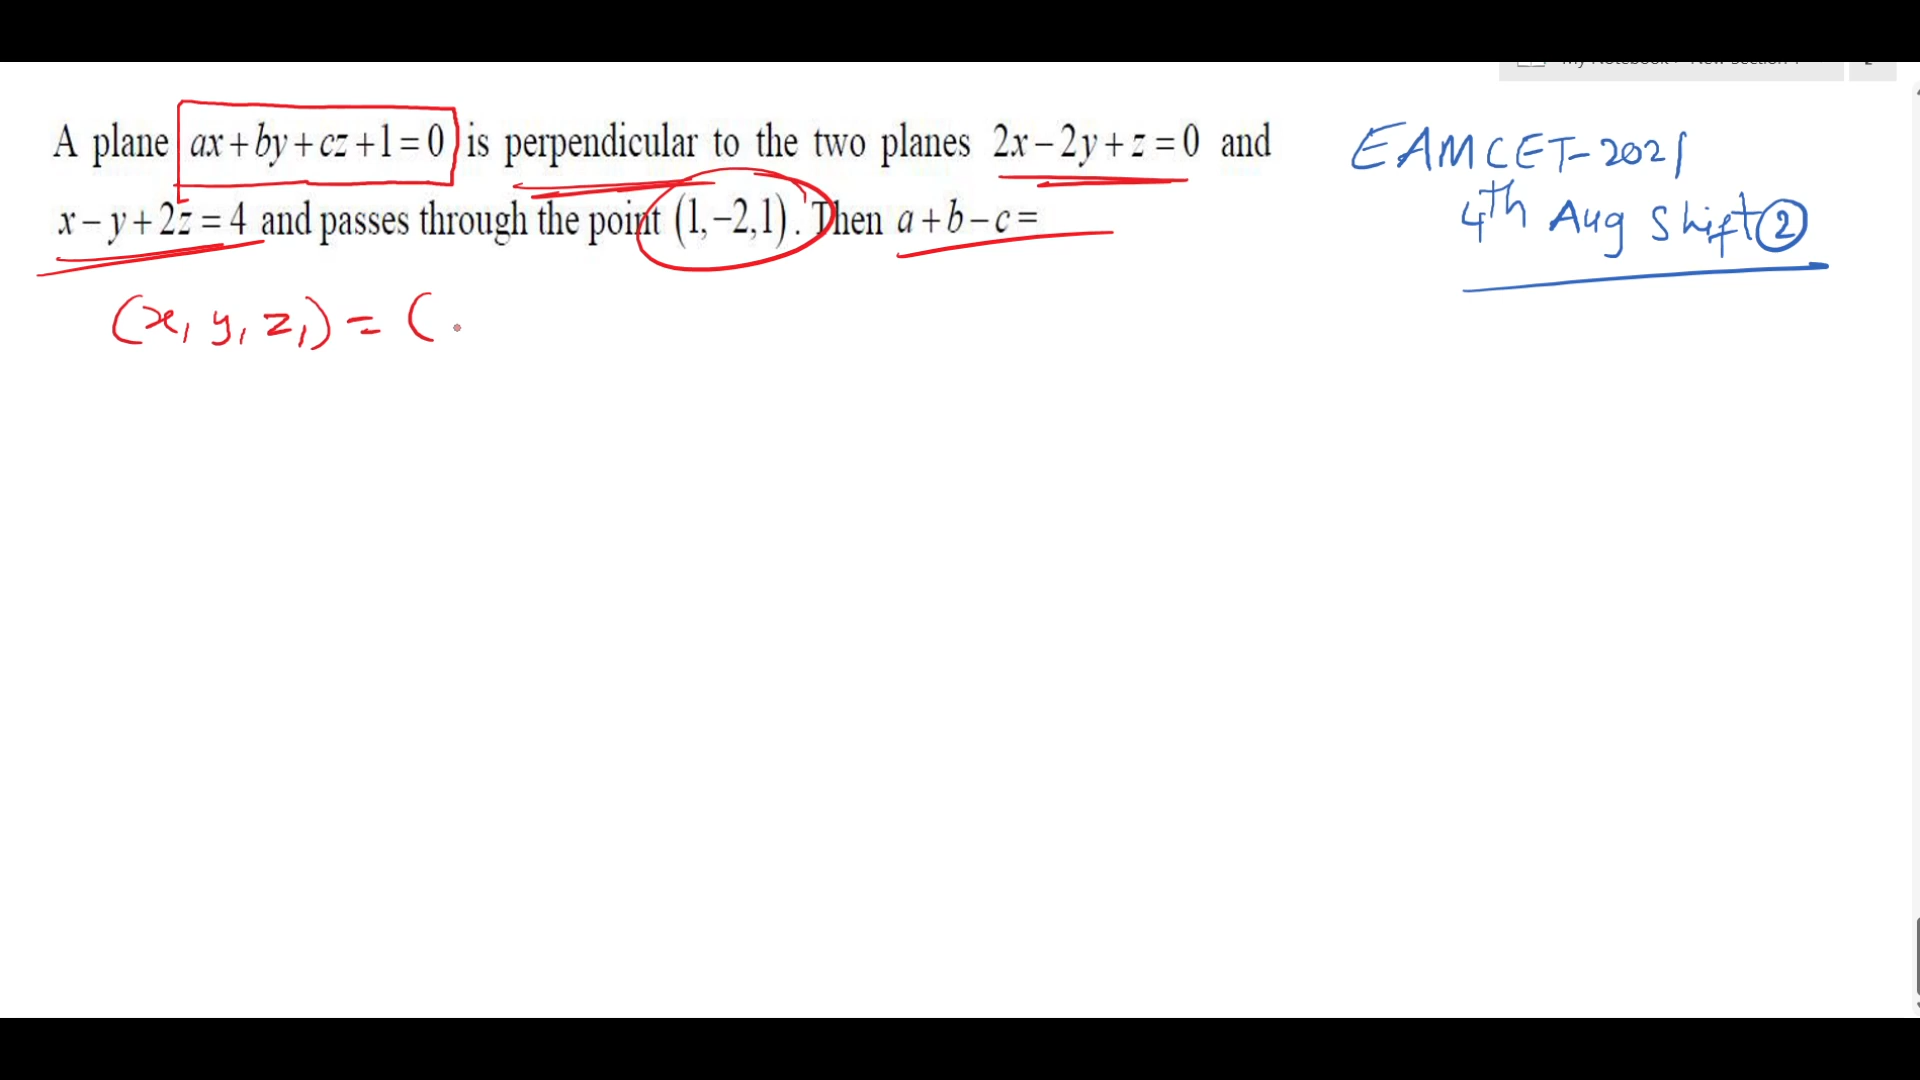 A plane ax+by+cz+1=0 is perpendicular to the two planes 2x−2y+z=0 and
x−y+2z=4 and passes through the point (1,−2,1). Then a+b−c=
EAMCET-2021
4th Aug Shift 2
(x₁ y₁ z₁) = (